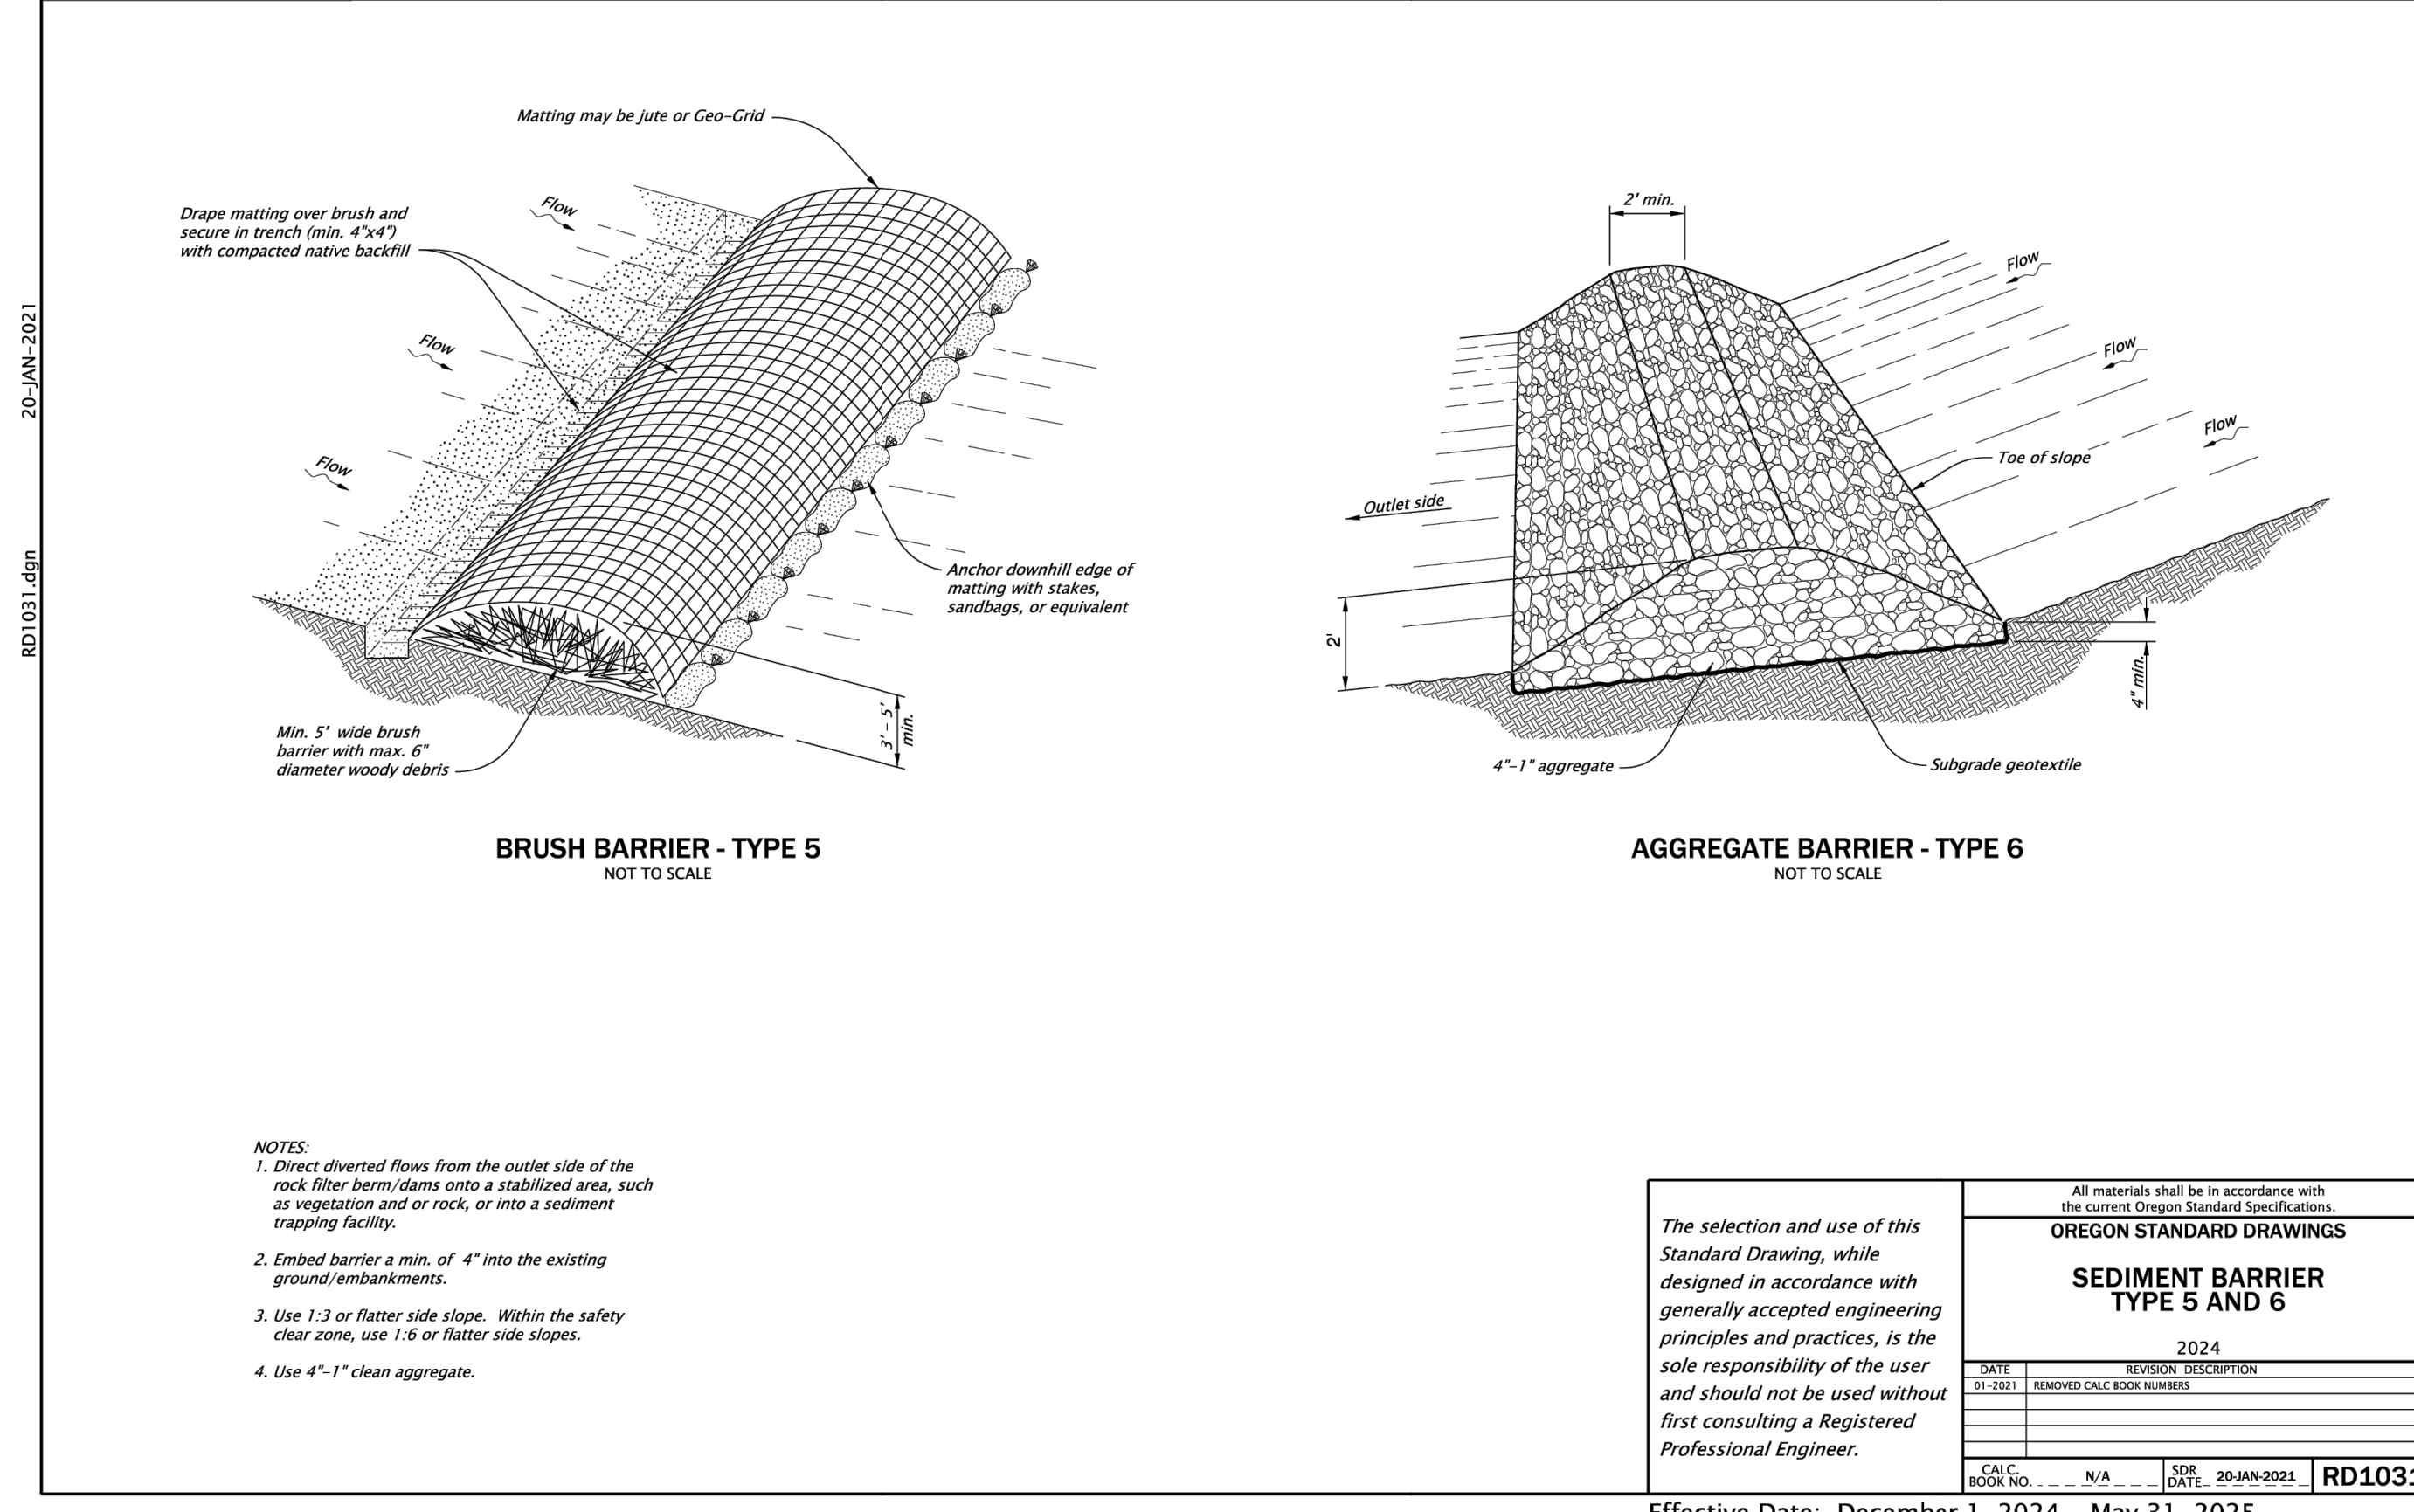 20-JAN-2021
RD1031.dgn
Matting may be jute or Geo-Grid
Drape matting over brush and
secure in trench (min. 4"x4")
with compacted native backfill
Flow
Flow
Flow
Anchor downhill edge of
matting with stakes,
sandbags, or equivalent
Min. 5' wide brush
barrier with max. 6"
diameter woody debris
3' - 5'
min.
BRUSH BARRIER - TYPE 5
NOT TO SCALE
2' min.
Flow
Flow
Flow
Toe of slope
Outlet side
2'
4" min.
4"-1" aggregate
Subgrade geotextile
AGGREGATE BARRIER - TYPE 6
NOT TO SCALE
NOTES:
1. Direct diverted flows from the outlet side of the
rock filter berm/dams onto a stabilized area, such
as vegetation and or rock, or into a sediment
trapping facility.
2. Embed barrier a min. of 4" into the existing
ground/embankments.
3. Use 1:3 or flatter side slope. Within the safety
clear zone, use 1:6 or flatter side slopes.
4. Use 4"-1" clean aggregate.
The selection and use of this
Standard Drawing, while
designed in accordance with
generally accepted engineering
principles and practices, is the
sole responsibility of the user
and should not be used without
first consulting a Registered
Professional Engineer.
All materials shall be in accordance with
the current Oregon Standard Specifications.
OREGON STANDARD DRAWINGS
SEDIMENT BARRIER
TYPE 5 AND 6
2024
DATE REVISION DESCRIPTION
01-2021 REMOVED CALC BOOK NUMBERS
CALC. BOOK NO. N/A
SDR DATE 20-JAN-2021
RD1031
Effective Date: December 1, 2024 - May 31, 2025